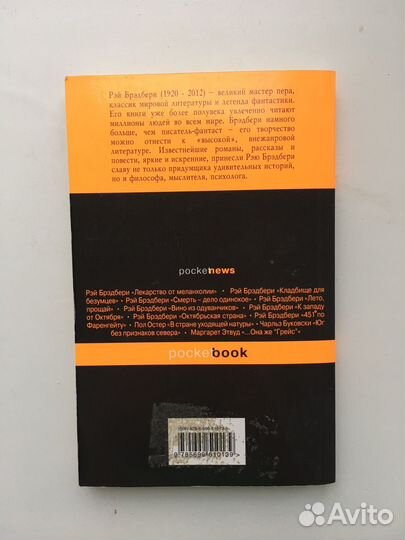 Рэй Брэдбери (1920 - 2012) – великий мастер пера,
классик мировой литературы и легенда фантастики.
Его книги уже более полувека увлеченно читают
миллионы людей во всем мире. Брэдбери намного
больше, чем писатель-фантаст – его творчество
можно отнести к «высокой», внежанровой
литературе. Известнейшие романы, рассказы и
повести, яркие и искренние, принесли Рэю Брэдбери
славу не только придумщика удивительных историй,
но и философа, мыслителя, психолога.
pocketnews
Рэй Брэдбери «Лекарство от меланхолии» • Рэй Брэдбери «Кладбище для
безумцев» • Рэй Брэдбери «Смерть – дело одинокое» • Рэй Брэдбери «Лето,
прощай» • Рэй Брэдбери «Вино из одуванчиков» • Рэй Брэдбери «К западу
от Октября» • Рэй Брэдбери «Октябрьская страна» • Рэй Брэдбери «451° по
Фаренгейту» • Пол Остер «В стране уходящей натуры» • Чарльз Буковски «Юг
без признаков севера» • Маргарет Этвуд «...Она же "Грейс"»
pocketbook
9 785699 610139
Avito